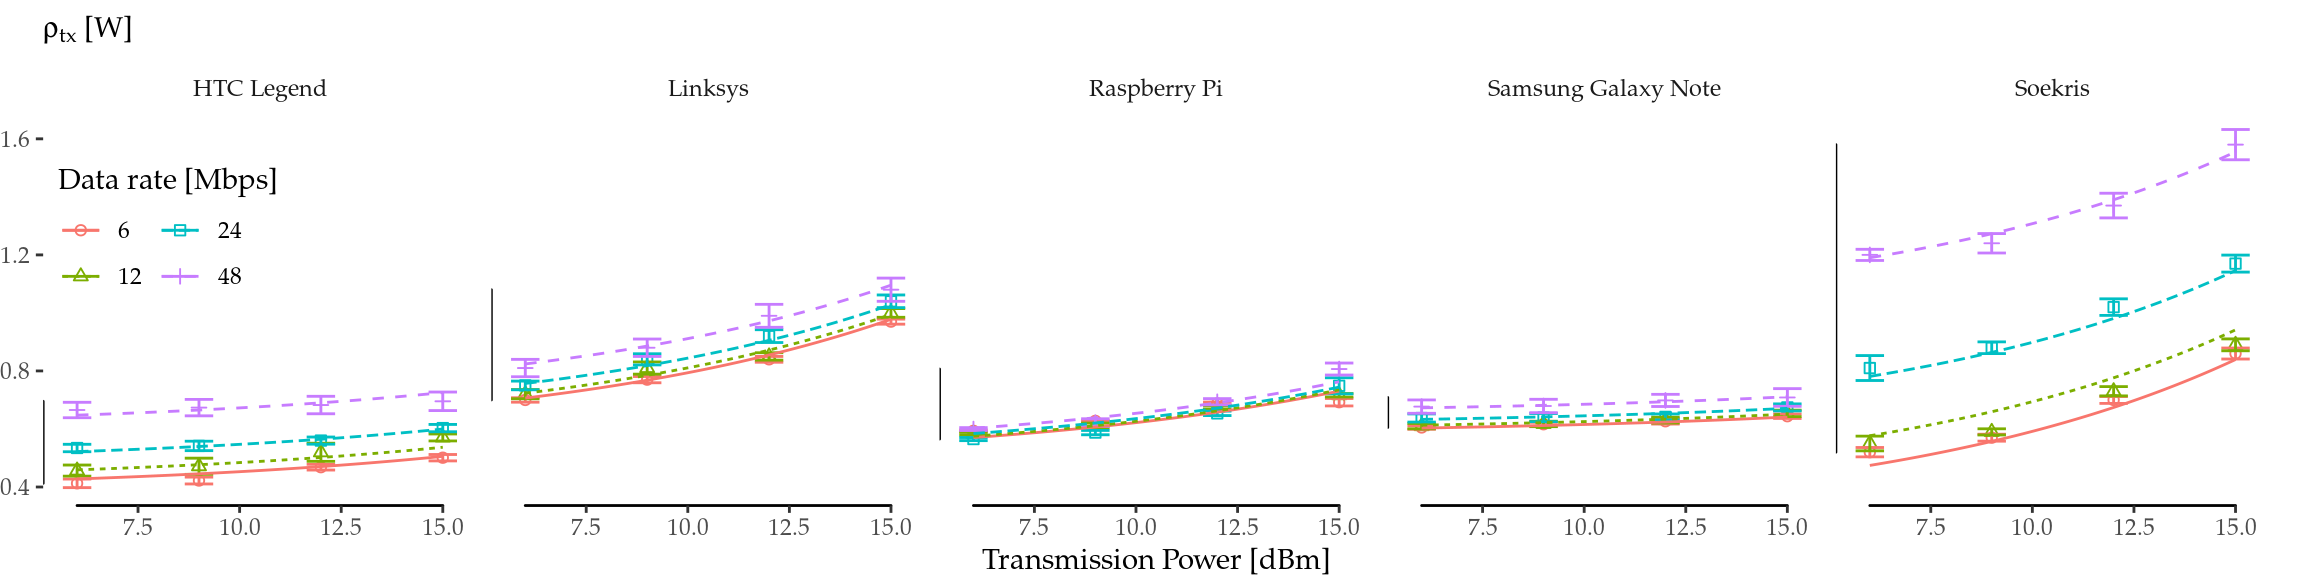 ρtx [W]
HTC Legend Linksys Raspberry Pi Samsung Galaxy Note Soekris
1.6
Data rate [Mbps]
6 24
1.2
12 48
0.8
0.4
7.5 10.0 12.5 15.0 7.5 10.0 12.5 15.0 7.5 10.0 12.5 15.0 7.5 10.0 12.5 15.0 7.5 10.0 12.5 15.0
Transmission Power [dBm]